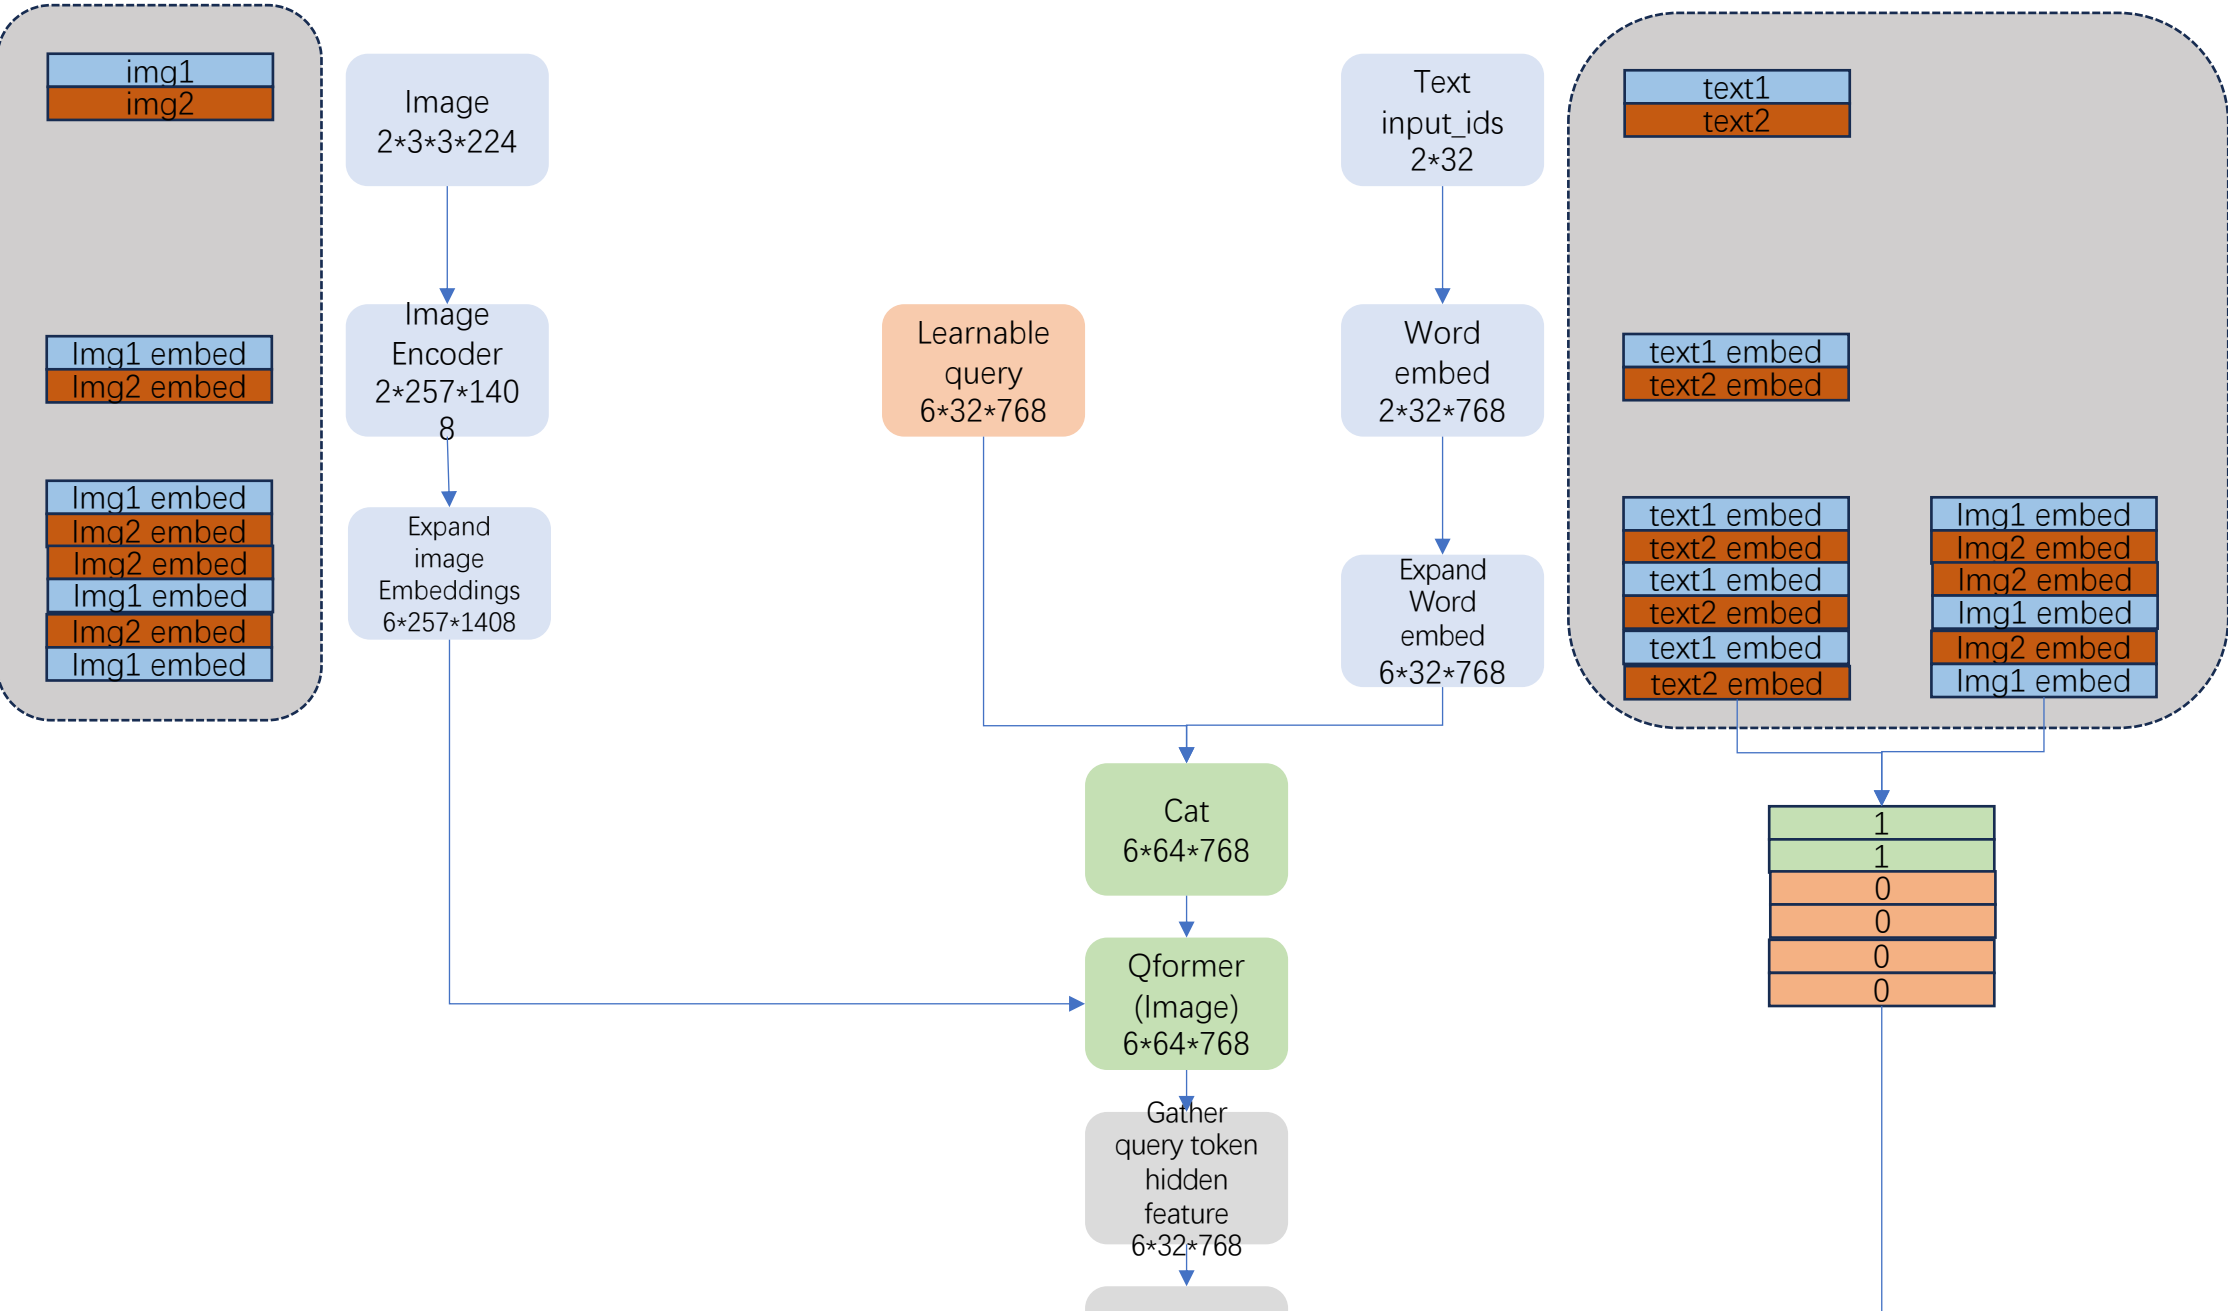 img1
img2
Img1 embed
Img2 embed
Img1 embed
Img2 embed
Img2 embed
Img1 embed
Img2 embed
Img1 embed
Image
2*3*3*224
Image
Encoder
2*257*140
8
Expand
image
Embeddings
6*257*1408
Learnable
query
6*32*768
Text
input_ids
2*32
Word
embed
2*32*768
Expand
Word
embed
6*32*768
Cat
6*64*768
Qformer
(Image)
6*64*768
Gather
query token
hidden
feature
6*32*768
text1
text2
text1 embed
text2 embed
text1 embed
text2 embed
text1 embed
text2 embed
text1 embed
text2 embed
Img1 embed
Img2 embed
Img2 embed
Img1 embed
Img2 embed
Img1 embed
1
1
0
0
0
0